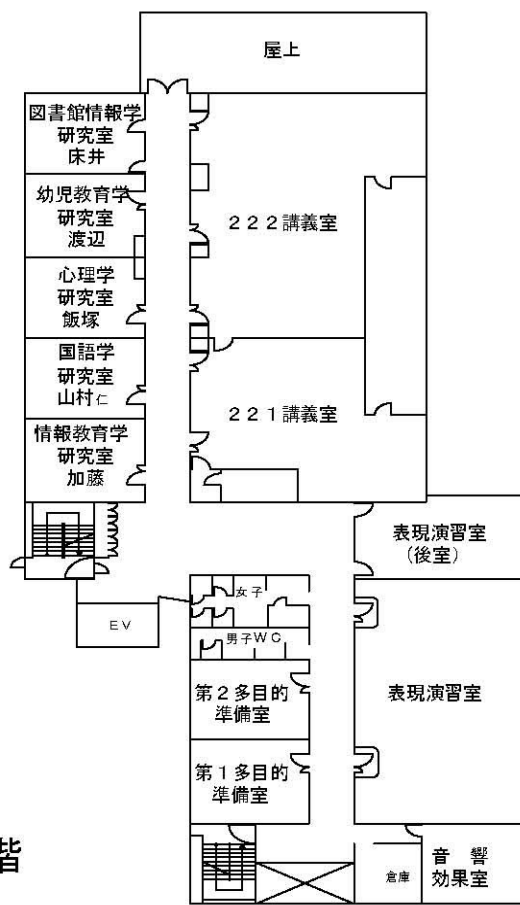 屋上
図書館情報学
研究室
床井
幼児教育学
研究室
渡辺
222講義室
心理学
研究室
飯塚
国語学
研究室
山村仁
221講義室
情報教育学
研究室
加藤
表現演習室
(後室)
女子
EV
男子WC
第2多目的
準備室
表現演習室
第1多目的
準備室
階
倉庫
音 響
効果室